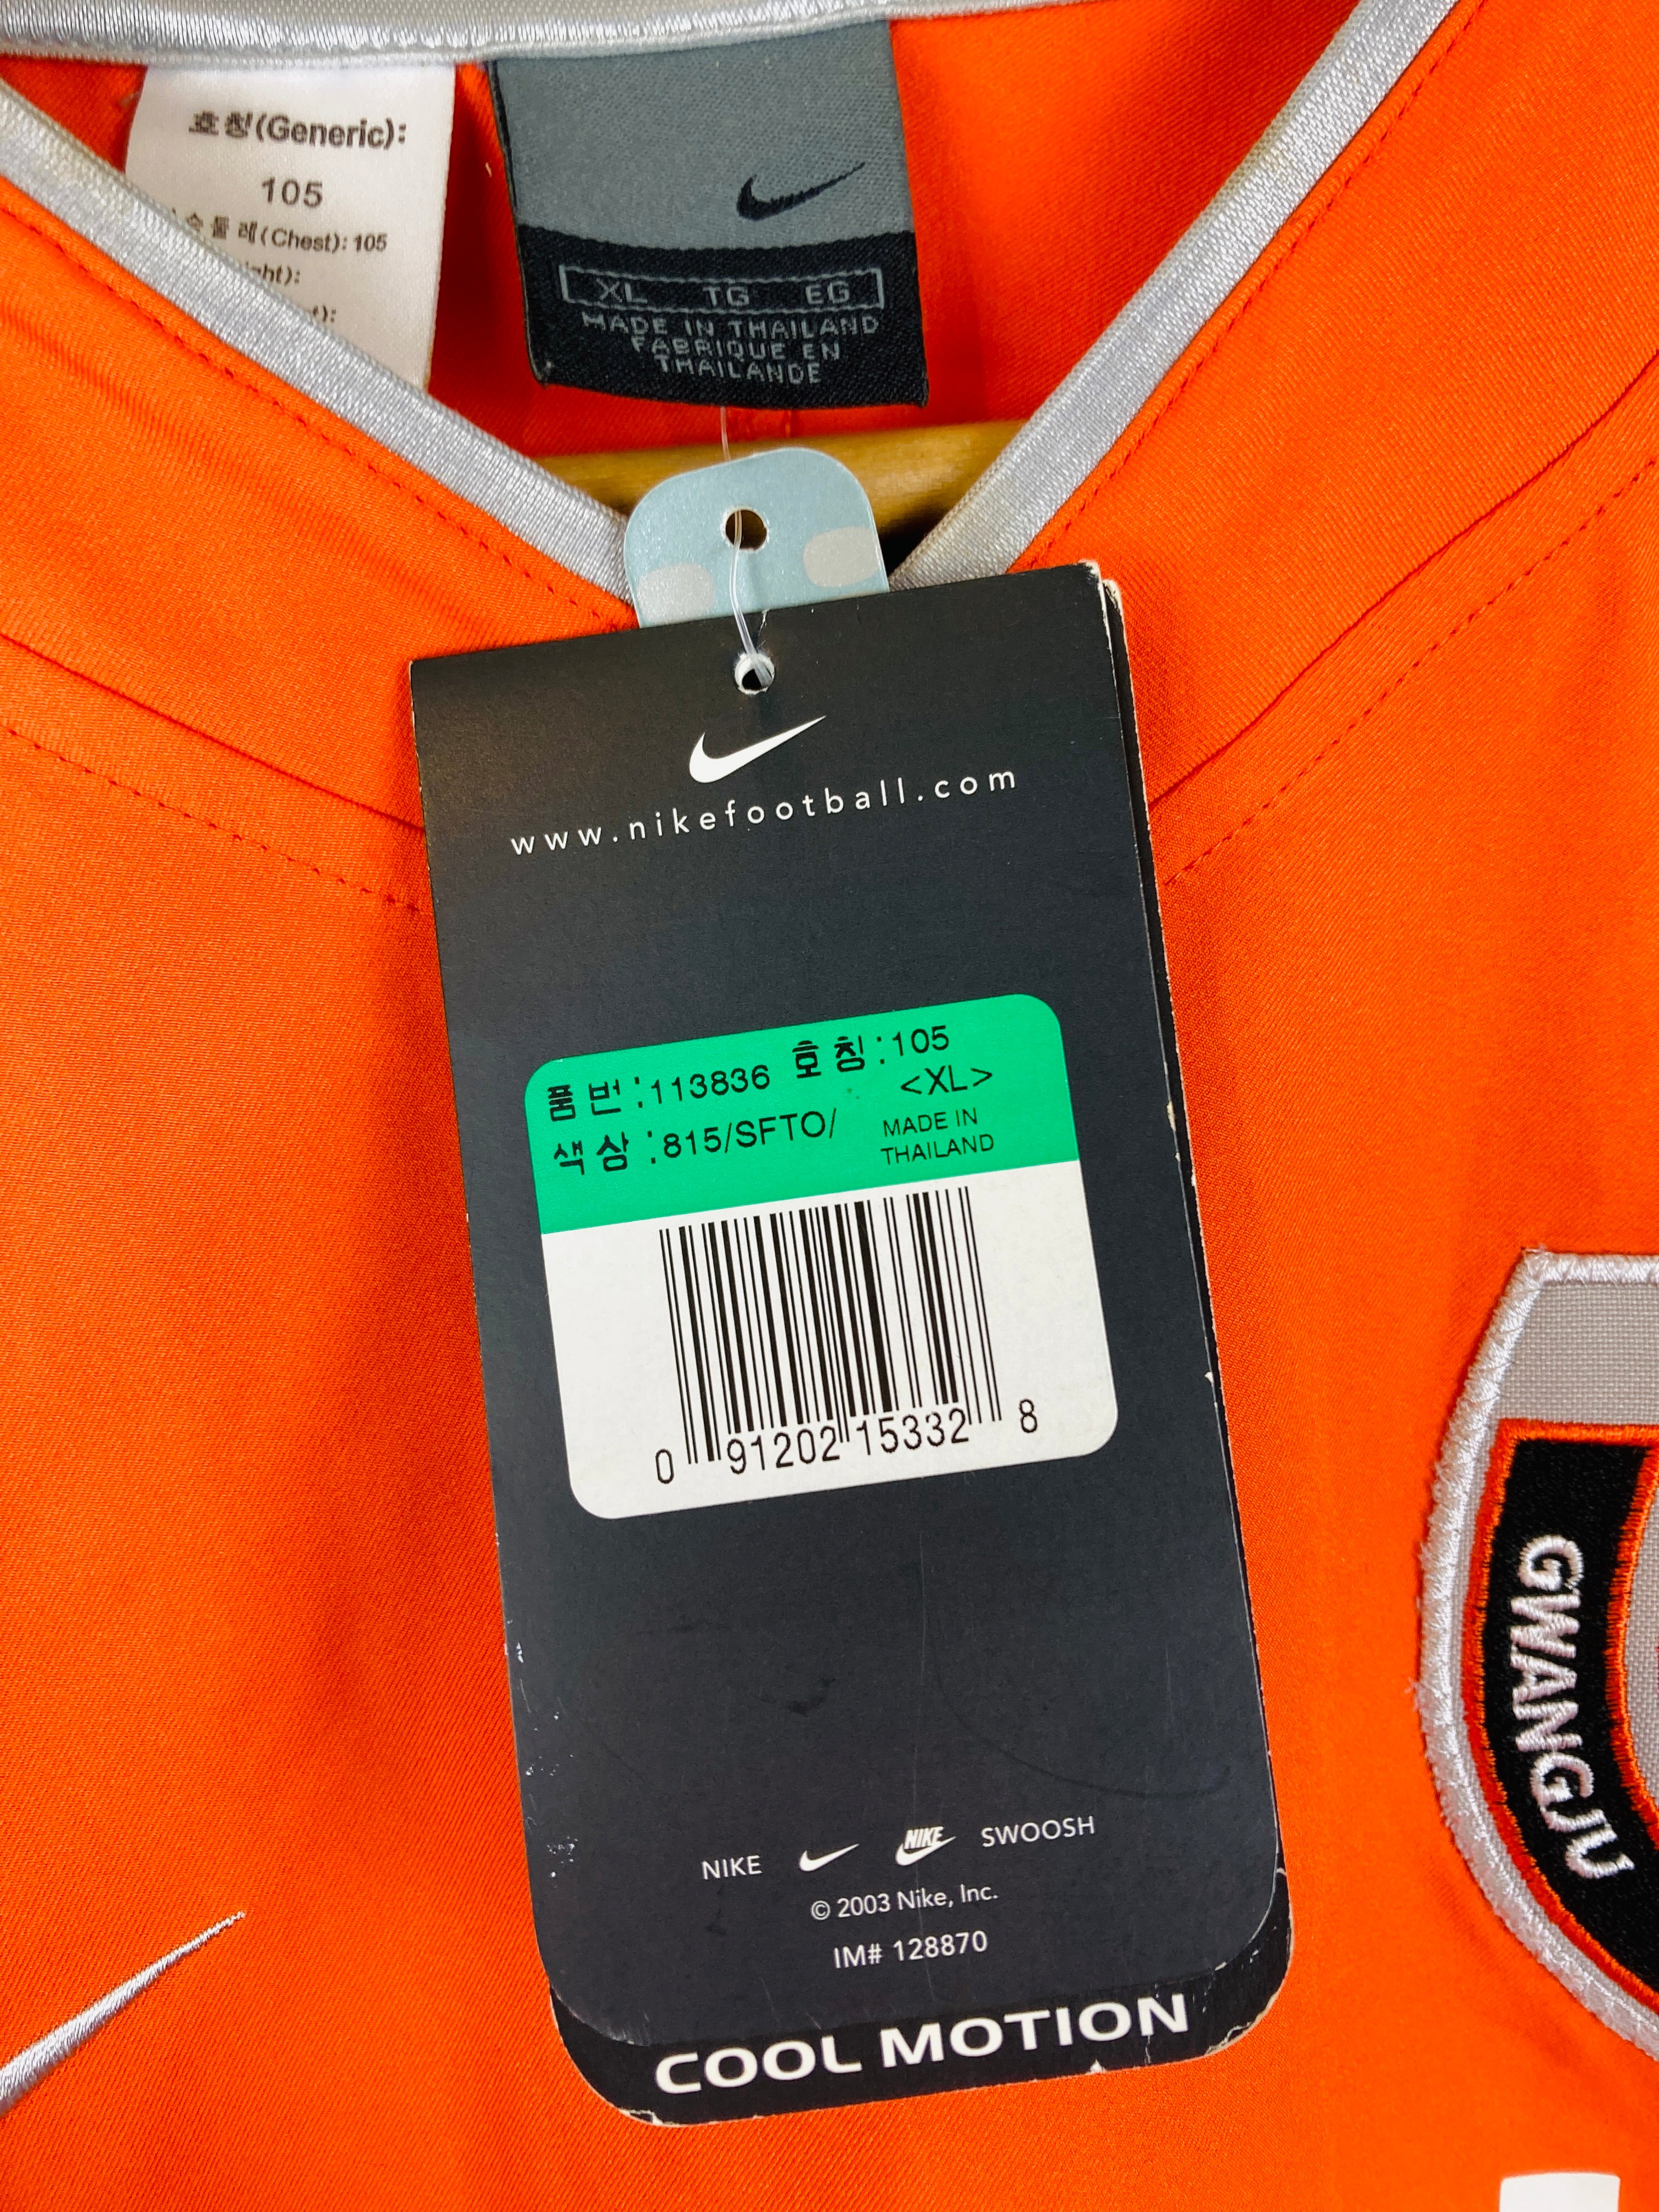 호칭(Generic):
105
슴둘레(Chest): 105
ght):
t):
XL TG EG
MADE IN THAILAND
FABRIQUE EN
THAILANDE
www.nikefootball.com
품번:113836 호칭:105
<XL>
색상:815/SFTO/ MADE IN
THAILAND
0 91202 15332 8
NIKE NIKE SWOOSH
© 2003 Nike, Inc.
IM# 128870
COOL MOTION
GWANGJU